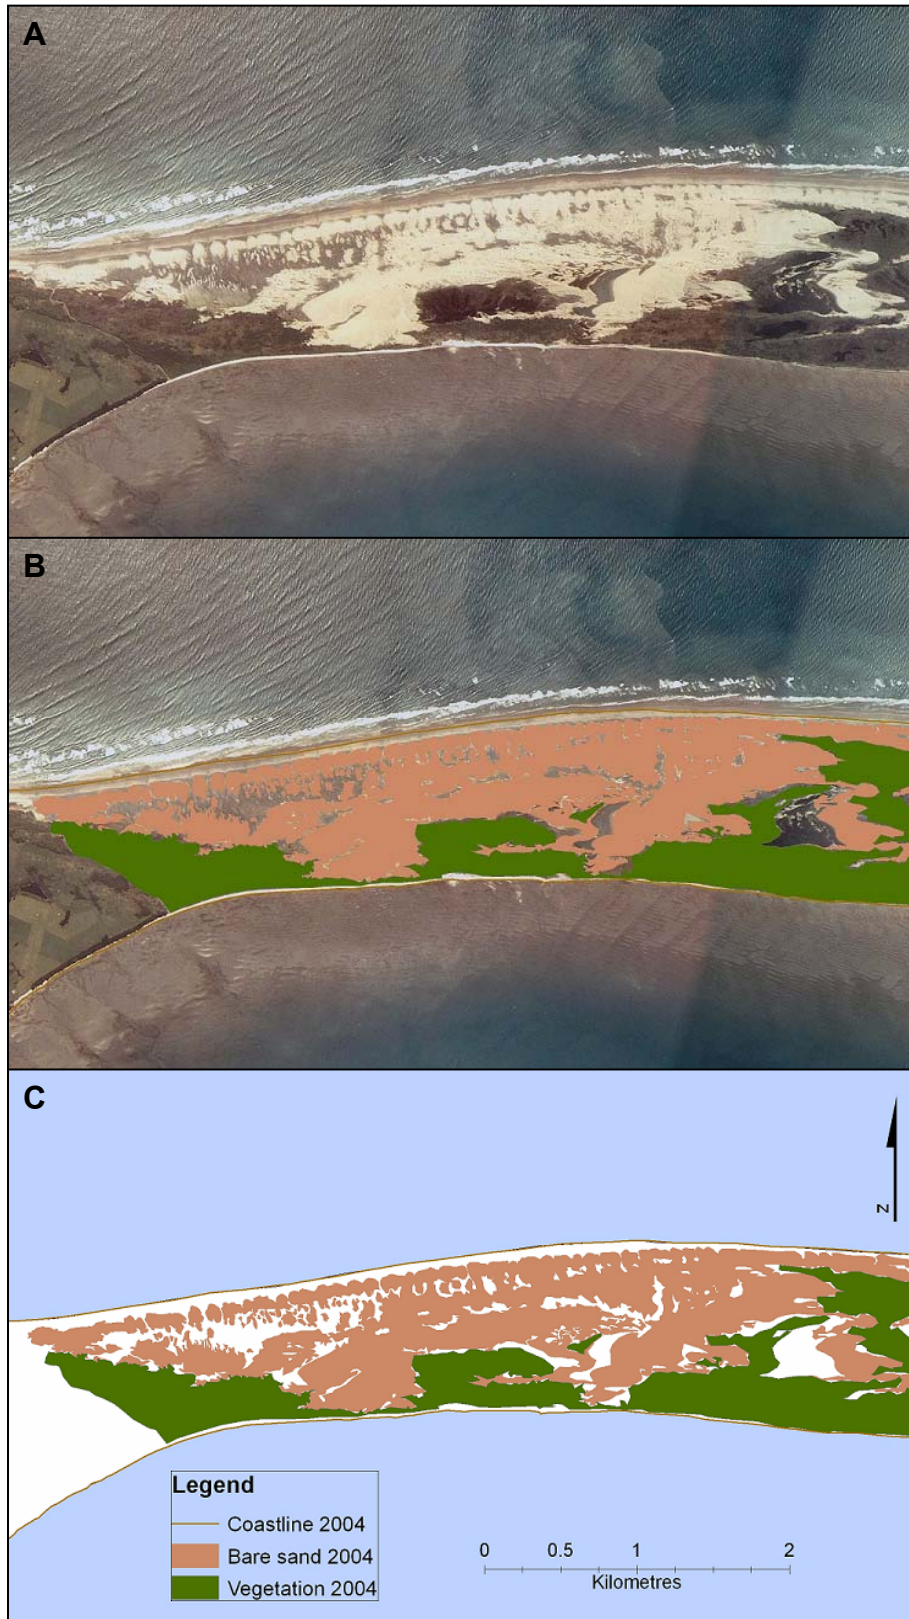 A
B
C
N
Legend
Coastline 2004
Bare sand 2004
Vegetation 2004
0 0.5 1 2
Kilometres